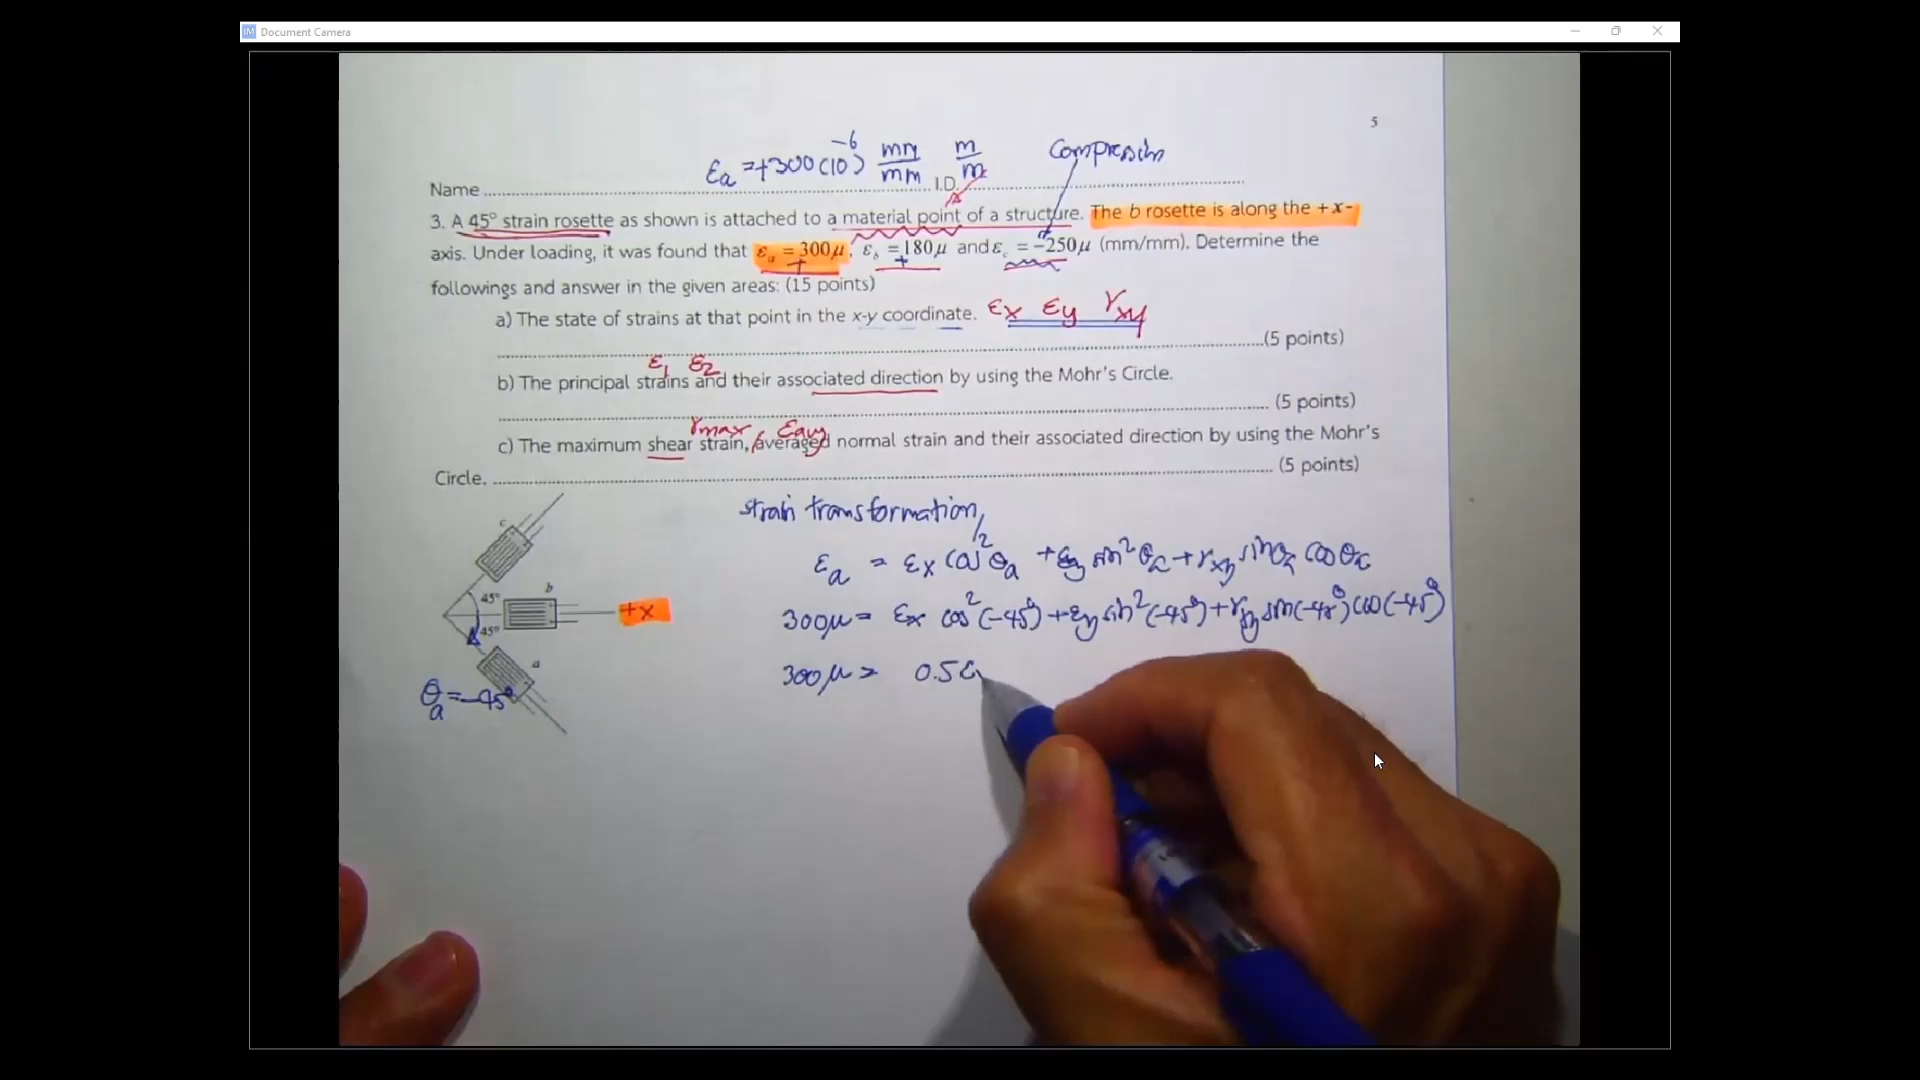 Document Camera
5
εa = +300(10)⁻⁶ mm/mm m/m Compression
Name I.D.
3. A 45° strain rosette as shown is attached to a material point of a structure. The b rosette is along the +x-
axis. Under loading, it was found that εa = 300μ, εb = 180μ and εc = −250μ (mm/mm). Determine the
+ +
followings and answer in the given areas: (15 points)
a) The state of strains at that point in the x-y coordinate. εx εy γxy
(5 points)
ε1 ε2
b) The principal strains and their associated direction by using the Mohr's Circle.
(5 points)
γmax, εavg
c) The maximum shear strain, averaged normal strain and their associated direction by using the Mohr's
Circle. (5 points)
strain transformation,
εa = εx cos²θa + εy sin²θa + γxy sinθa cosθa
300μ = εx cos²(−45°) + εy sin²(−45°) + γxy sin(−45°) cos(−45°)
300μ = 0.5ε
c
45° b
+x
45°
a
θa = −45°